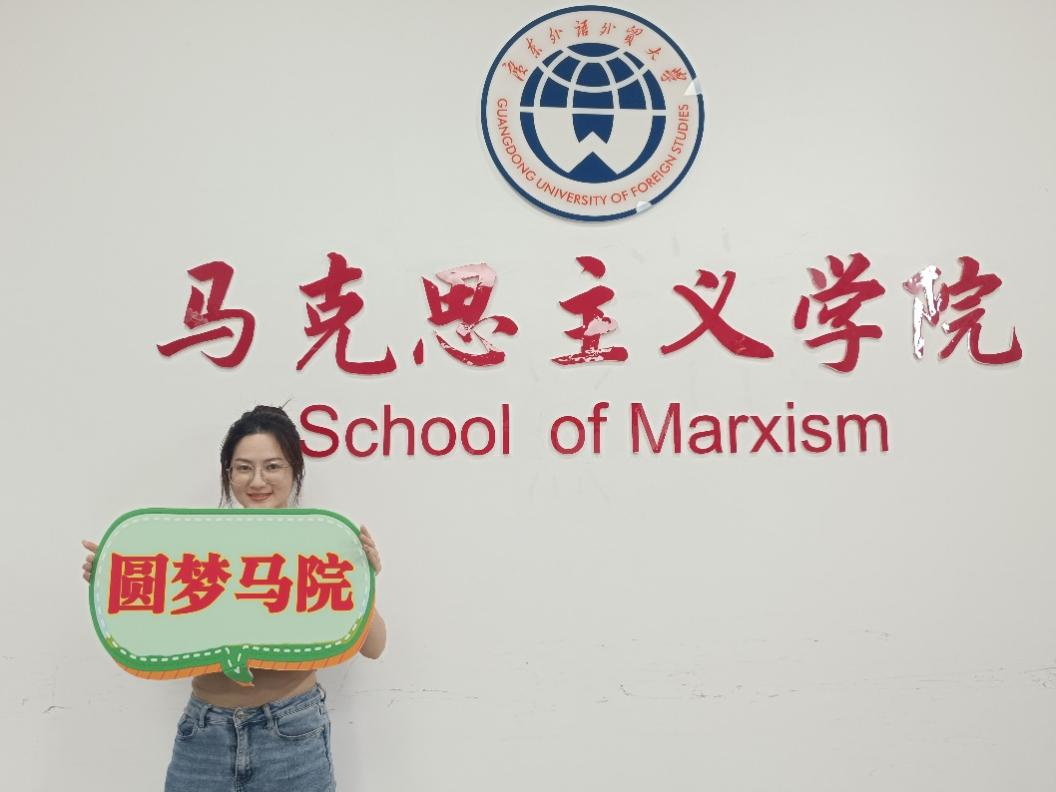 广东外语外贸大学
GUANGDONG UNIVERSITY OF FOREIGN STUDIES
马克思主义学院
School of Marxism
圆梦马院